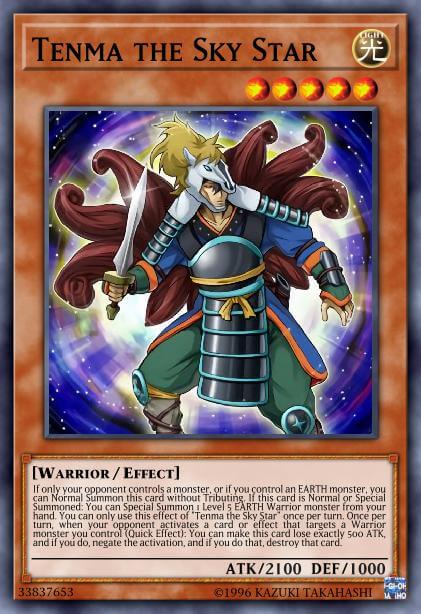 Tenma the Sky Star
LIGHT
光
[Warrior / Effect]
If only your opponent controls a monster, or if you control an EARTH monster, you
can Normal Summon this card without Tributing. If this card is Normal or Special
Summoned: You can Special Summon 1 Level 5 EARTH Warrior monster from your
hand. You can only use this effect of "Tenma the Sky Star" once per turn. Once per
turn, when your opponent activates a card or effect that targets a Warrior
monster you control (Quick Effect): You can make this card lose exactly 500 ATK,
and if you do, negate the activation, and if you do that, destroy that card.
ATK/2100 DEF/1000
33837653
©1996 KAZUKI TAKAHASHI